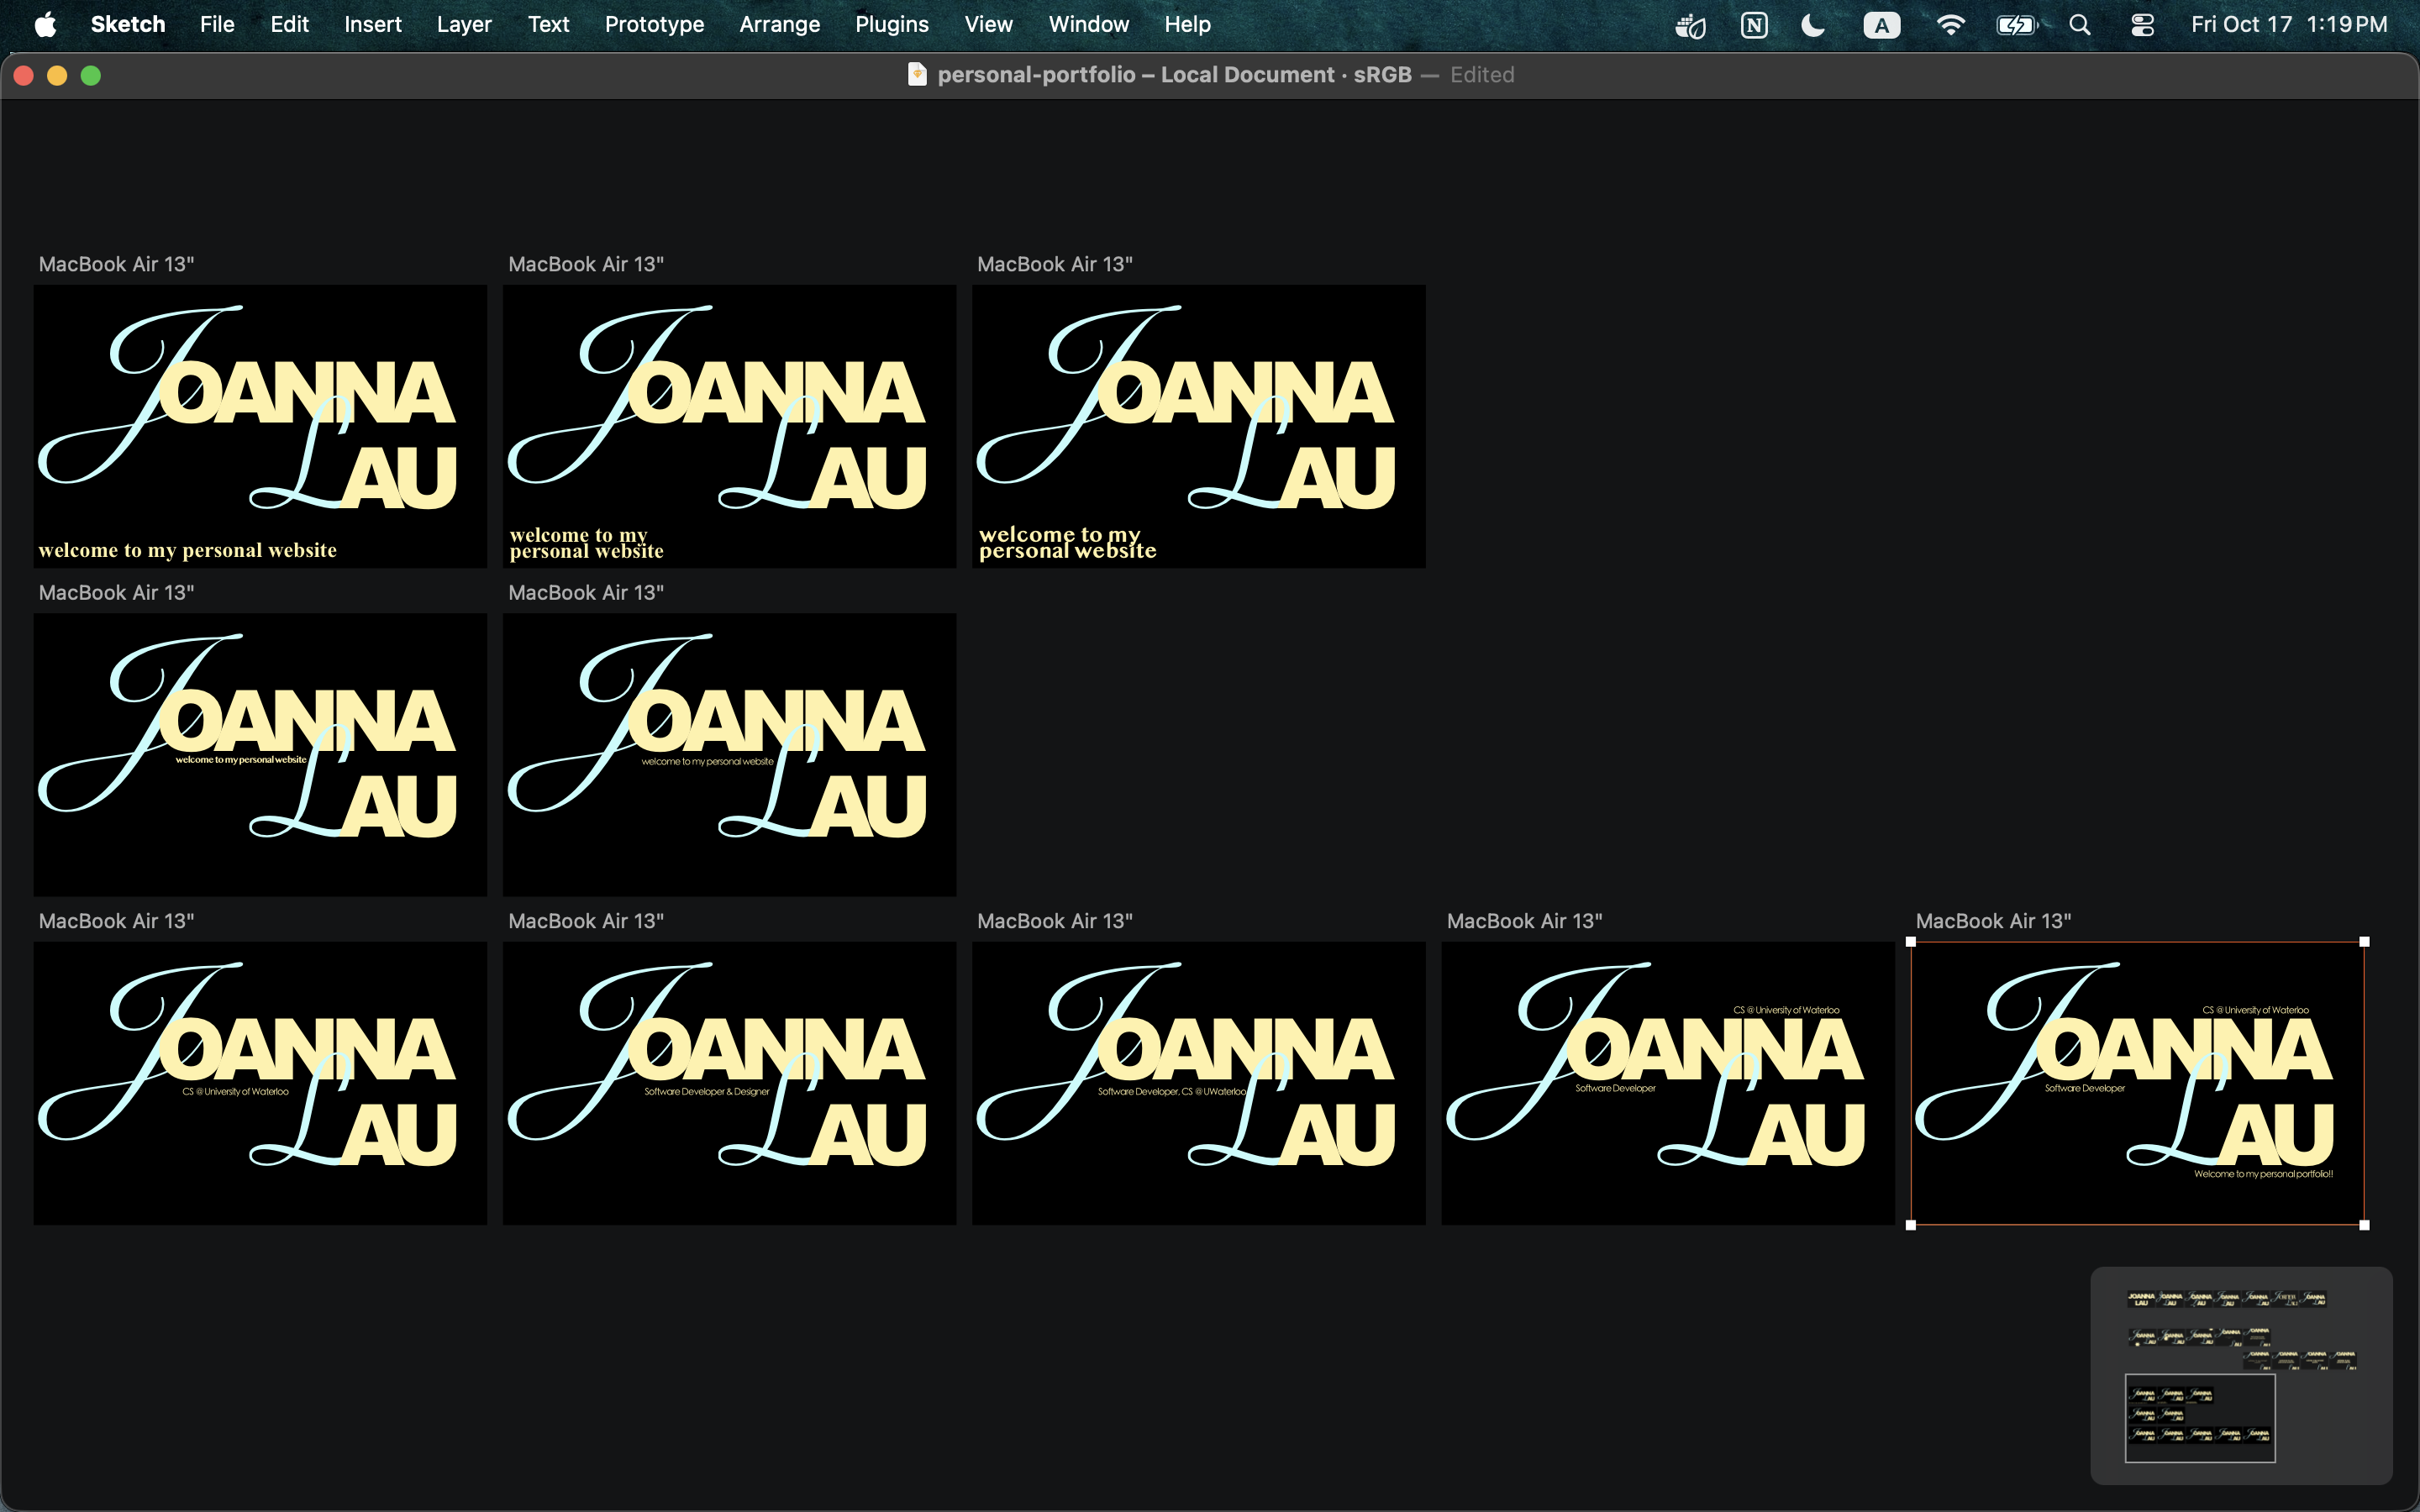 Sketch File Edit Insert Layer Text Prototype Arrange Plugins View Window Help N A Fri Oct 17 1:19 PM
personal-portfolio – Local Document · sRGB — Edited
MacBook Air 13"
JOANNA
LAU
welcome to my personal website
MacBook Air 13"
JOANNA
LAU
welcome to my
personal website
MacBook Air 13"
JOANNA
LAU
welcome to my
personal website
MacBook Air 13"
JOANNA
welcome to my personal website
LAU
MacBook Air 13"
JOANNA
welcome to my personal website
LAU
MacBook Air 13"
JOANNA
CS @ University of Waterloo
LAU
MacBook Air 13"
JOANNA
Software Developer & Designer
LAU
MacBook Air 13"
JOANNA
Software Developer, CS @ UWaterloo
LAU
MacBook Air 13"
CS @ University of Waterloo
JOANNA
Software Developer
LAU
MacBook Air 13"
CS @ University of Waterloo
JOANNA
Software Developer
LAU
Welcome to my personal portfolio!!